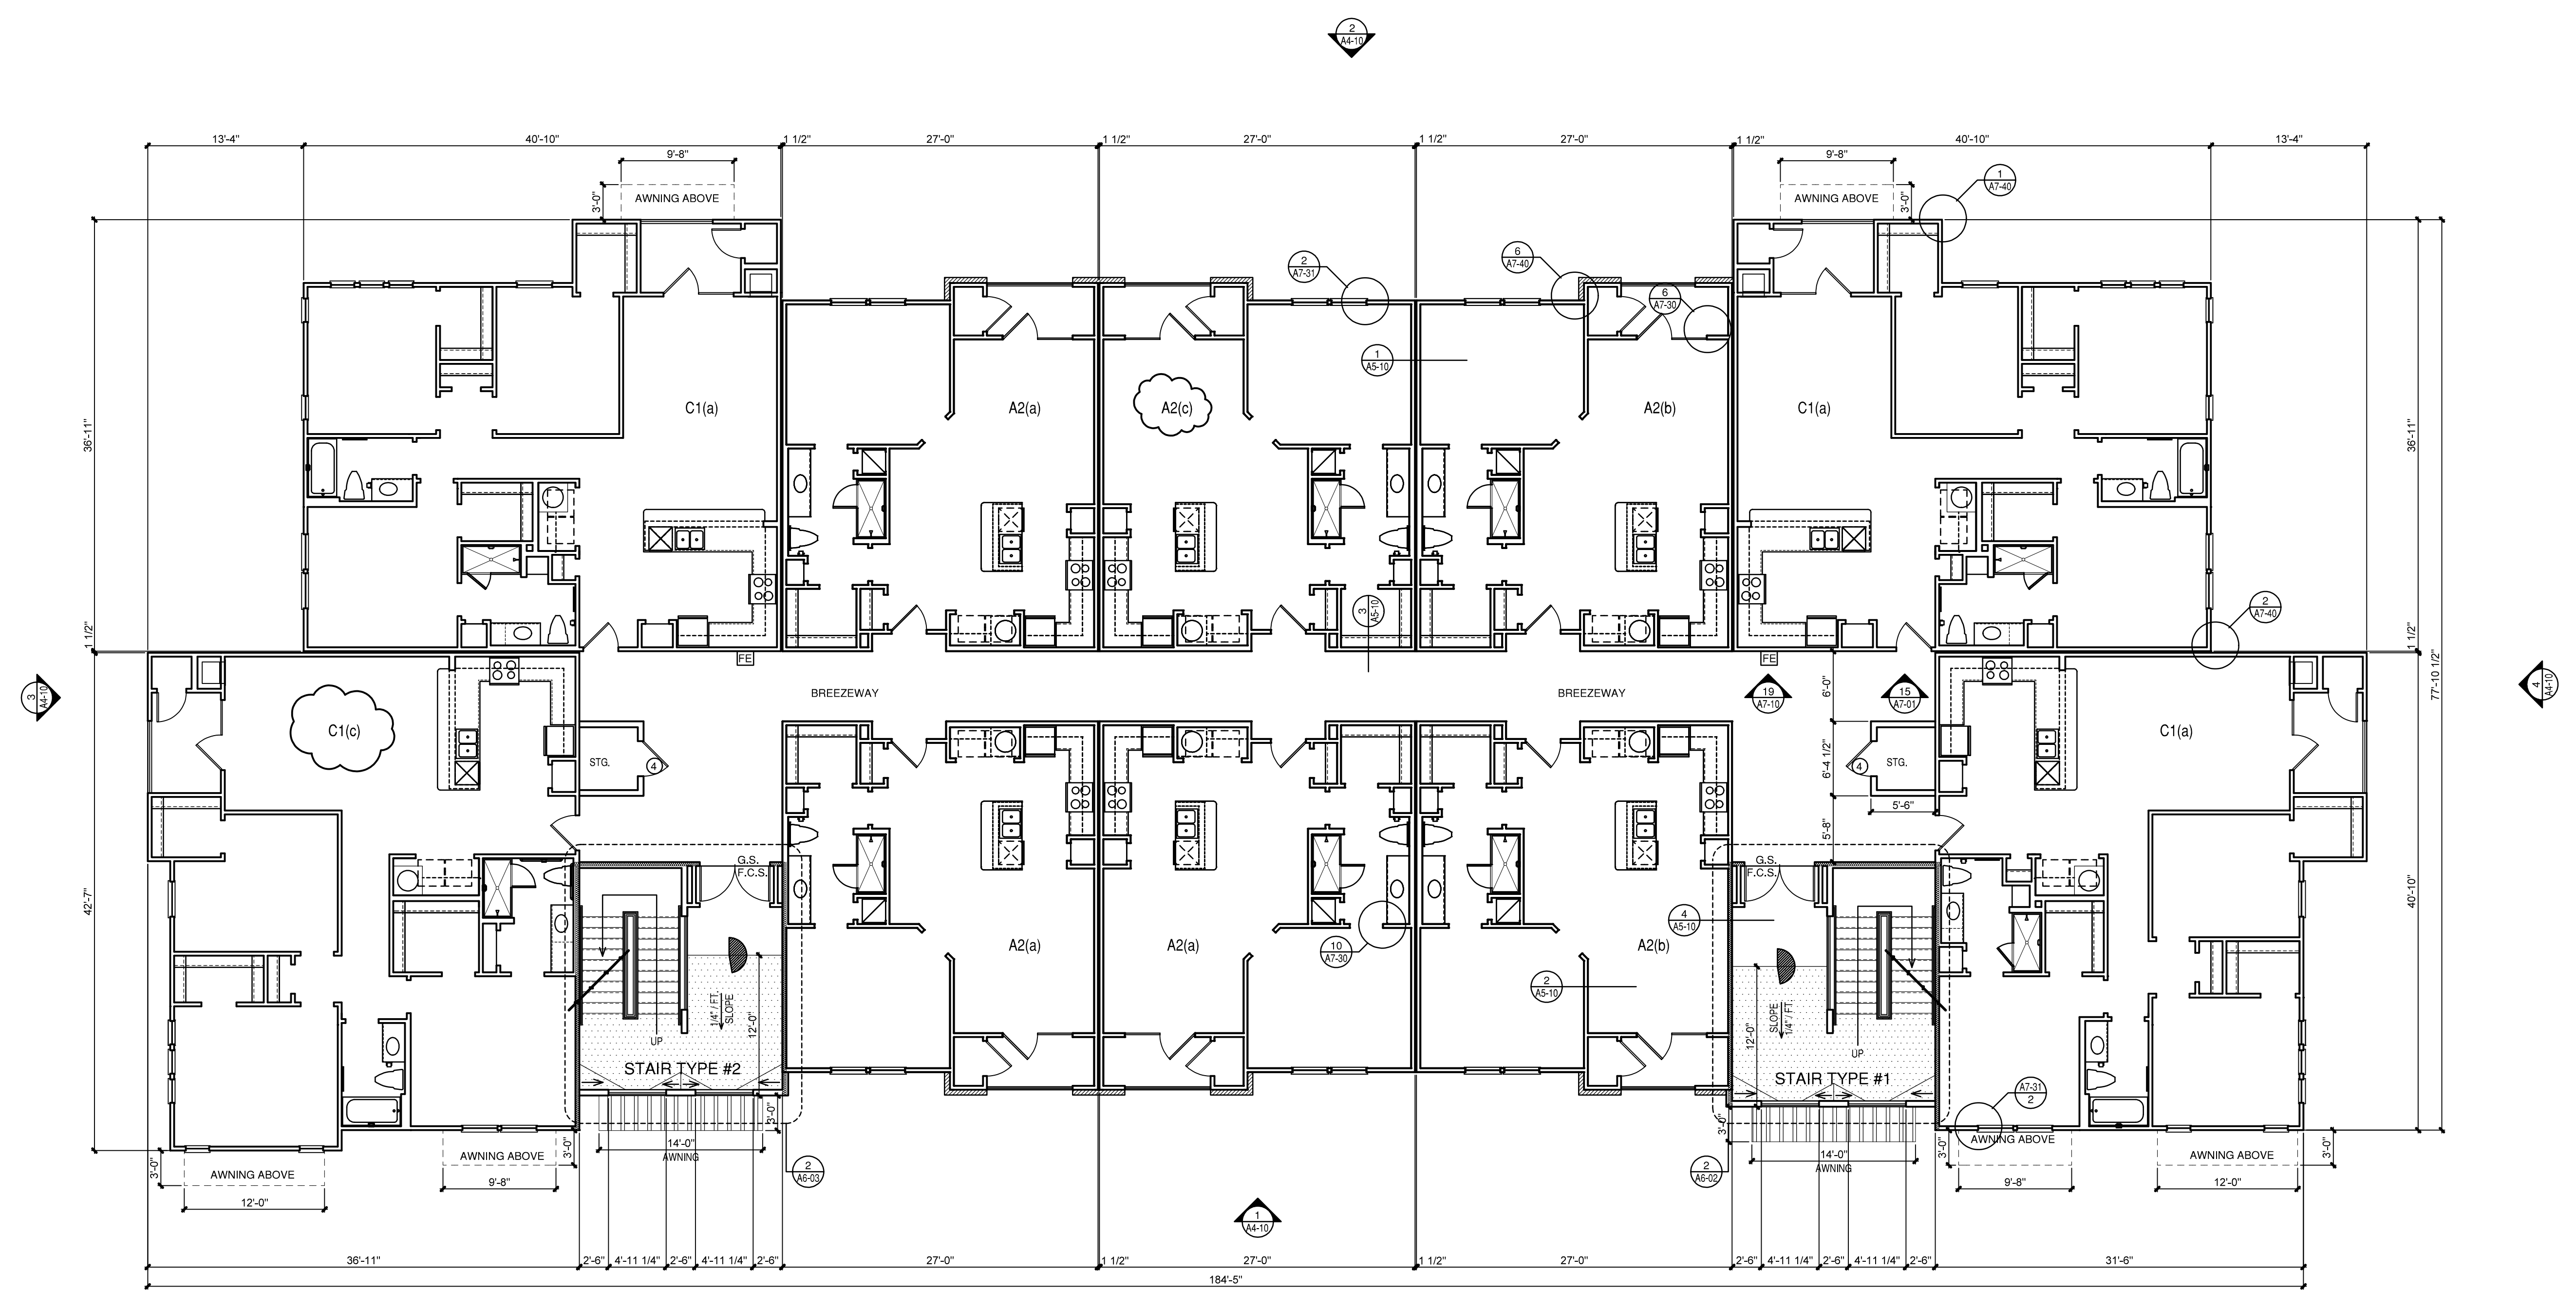 2
A4-10
13'-4"
40'-10"
1 1/2"
27'-0"
1 1/2"
27'-0"
1 1/2"
27'-0"
1 1/2"
40'-10"
13'-4"
9'-8"
9'-8"
3'-0"
AWNING ABOVE
AWNING ABOVE
3'-0"
1
A7-40
2
A7-31
6
A7-40
6
A7-30
1
A5-10
C1(a)
A2(a)
A2(c)
A2(b)
C1(a)
36'-11"
36'-11"
1 1/2"
1 1/2"
3
A5-10
2
A7-40
FE
FE
3
A4-10
BREEZEWAY
BREEZEWAY
19
A7-10
15
A7-01
6'-0"
4
A4-10
77'-10 1/2"
C1(c)
C1(a)
STG.
4
6'-4 1/2"
4
STG.
5'-6"
5'-8"
G.S.
F.C.S.
G.S.
F.C.S.
42'-7"
40'-10"
4
A5-10
A2(a)
A2(a)
10
A7-30
A2(b)
2
A5-10
1/4" / FT.
SLOPE
12'-0"
SLOPE
1/4" / FT.
12'-0"
UP
UP
STAIR TYPE #2
STAIR TYPE #1
A7-31
2
3'-0"
3'-0"
14'-0"
AWNING
14'-0"
AWNING
3'-0"
3'-0"
AWNING ABOVE
AWNING ABOVE
AWNING ABOVE
AWNING ABOVE
3'-0"
3'-0"
9'-8"
12'-0"
9'-8"
12'-0"
2
A6-03
2
A6-02
1
A4-10
36'-11"
2'-6"
4'-11 1/4"
2'-6"
4'-11 1/4"
2'-6"
27'-0"
1 1/2"
27'-0"
1 1/2"
27'-0"
2'-6"
4'-11 1/4"
2'-6"
4'-11 1/4"
2'-6"
31'-6"
184'-5"